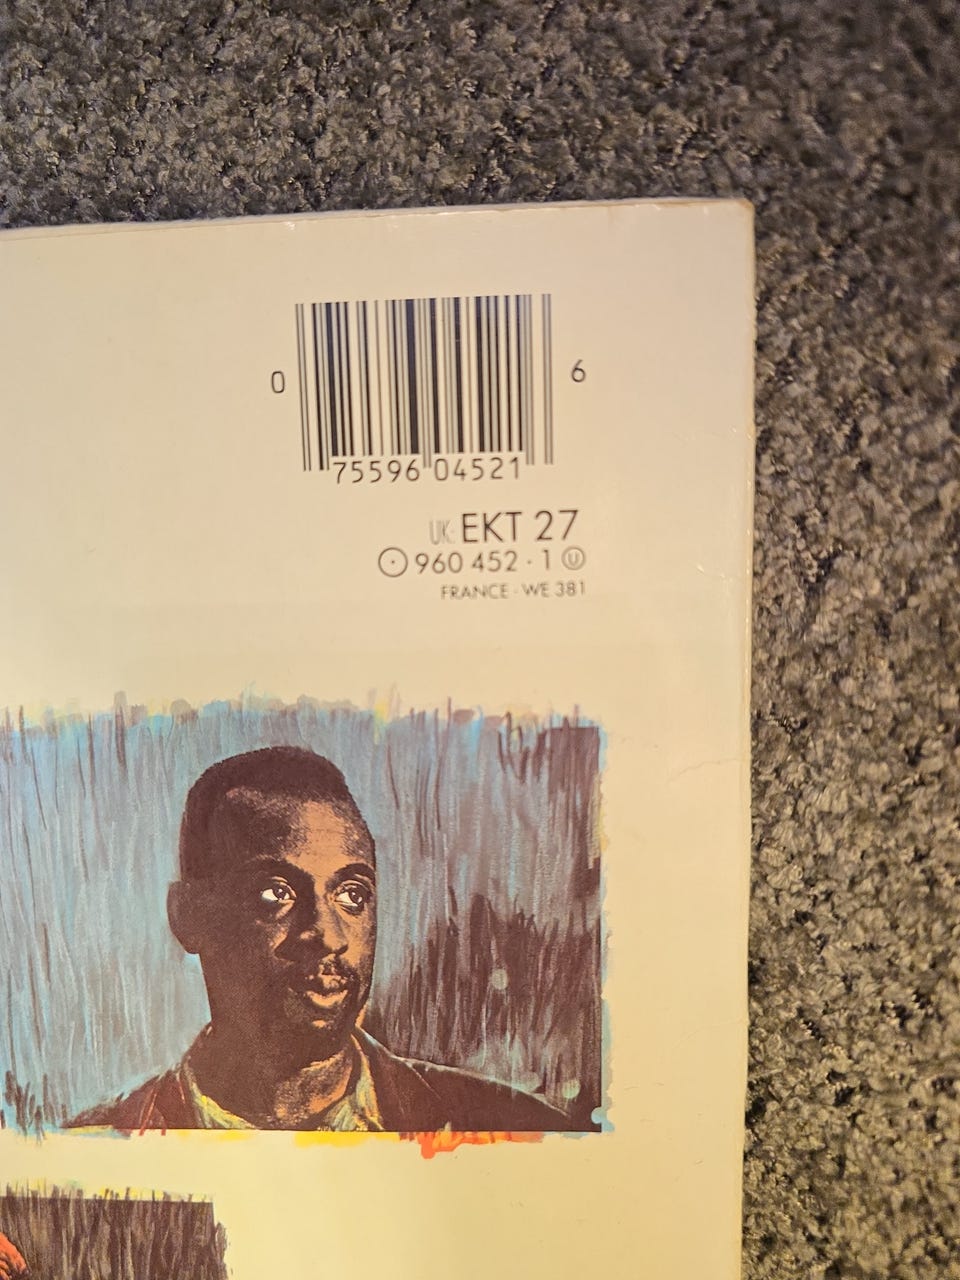 0 6
75596 04521
UK: EKT 27
960 452 · 1 U
FRANCE · WE 381